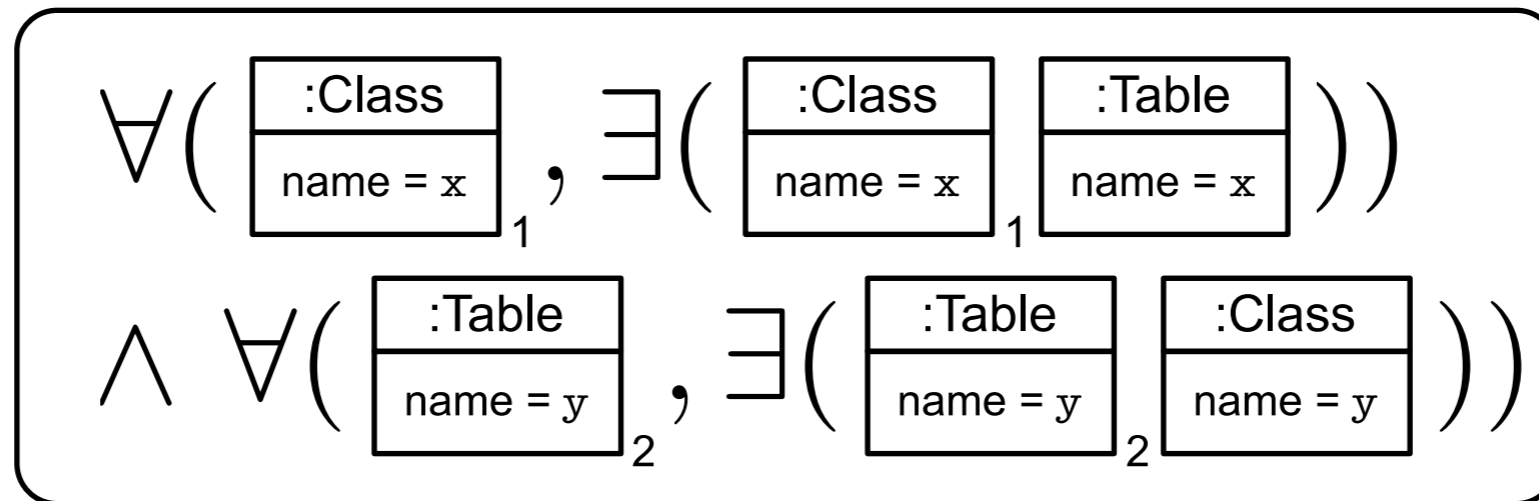 ∀( :Class name = x 1 , ∃( :Class name = x 1 :Table name = x ))
∧ ∀( :Table name = y 2 , ∃( :Table name = y 2 :Class name = y ))